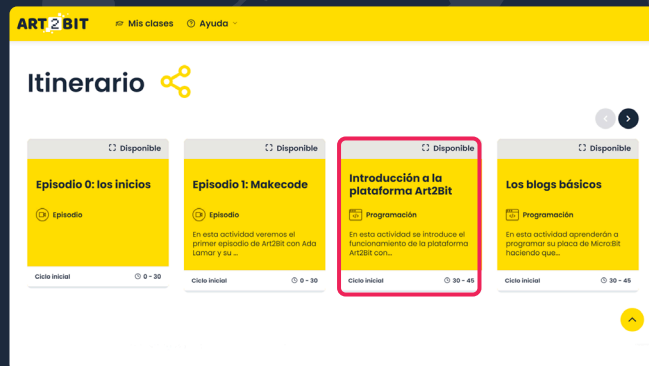 ART2BIT
Mis clases
Ayuda
Itinerario
Disponible
Episodio 0: los inicios
Episodio
Ciclo inicial
0 - 30
Disponible
Episodio 1: Makecode
Episodio
En esta actividad veremos el
primer episodio de Art2Bit con Ada
Lamar y su ...
Ciclo inicial
0 - 30
Disponible
Introducción a la
plataforma Art2Bit
Programación
En esta actividad se introduce el
funcionamiento de la plataforma
Art2Bit con...
Ciclo inicial
30 - 45
Disponible
Los blogs básicos
Programación
En esta actividad aprenderán a
programar su placa de Micro:Bit
haciendo que...
Ciclo inicial
30 - 45